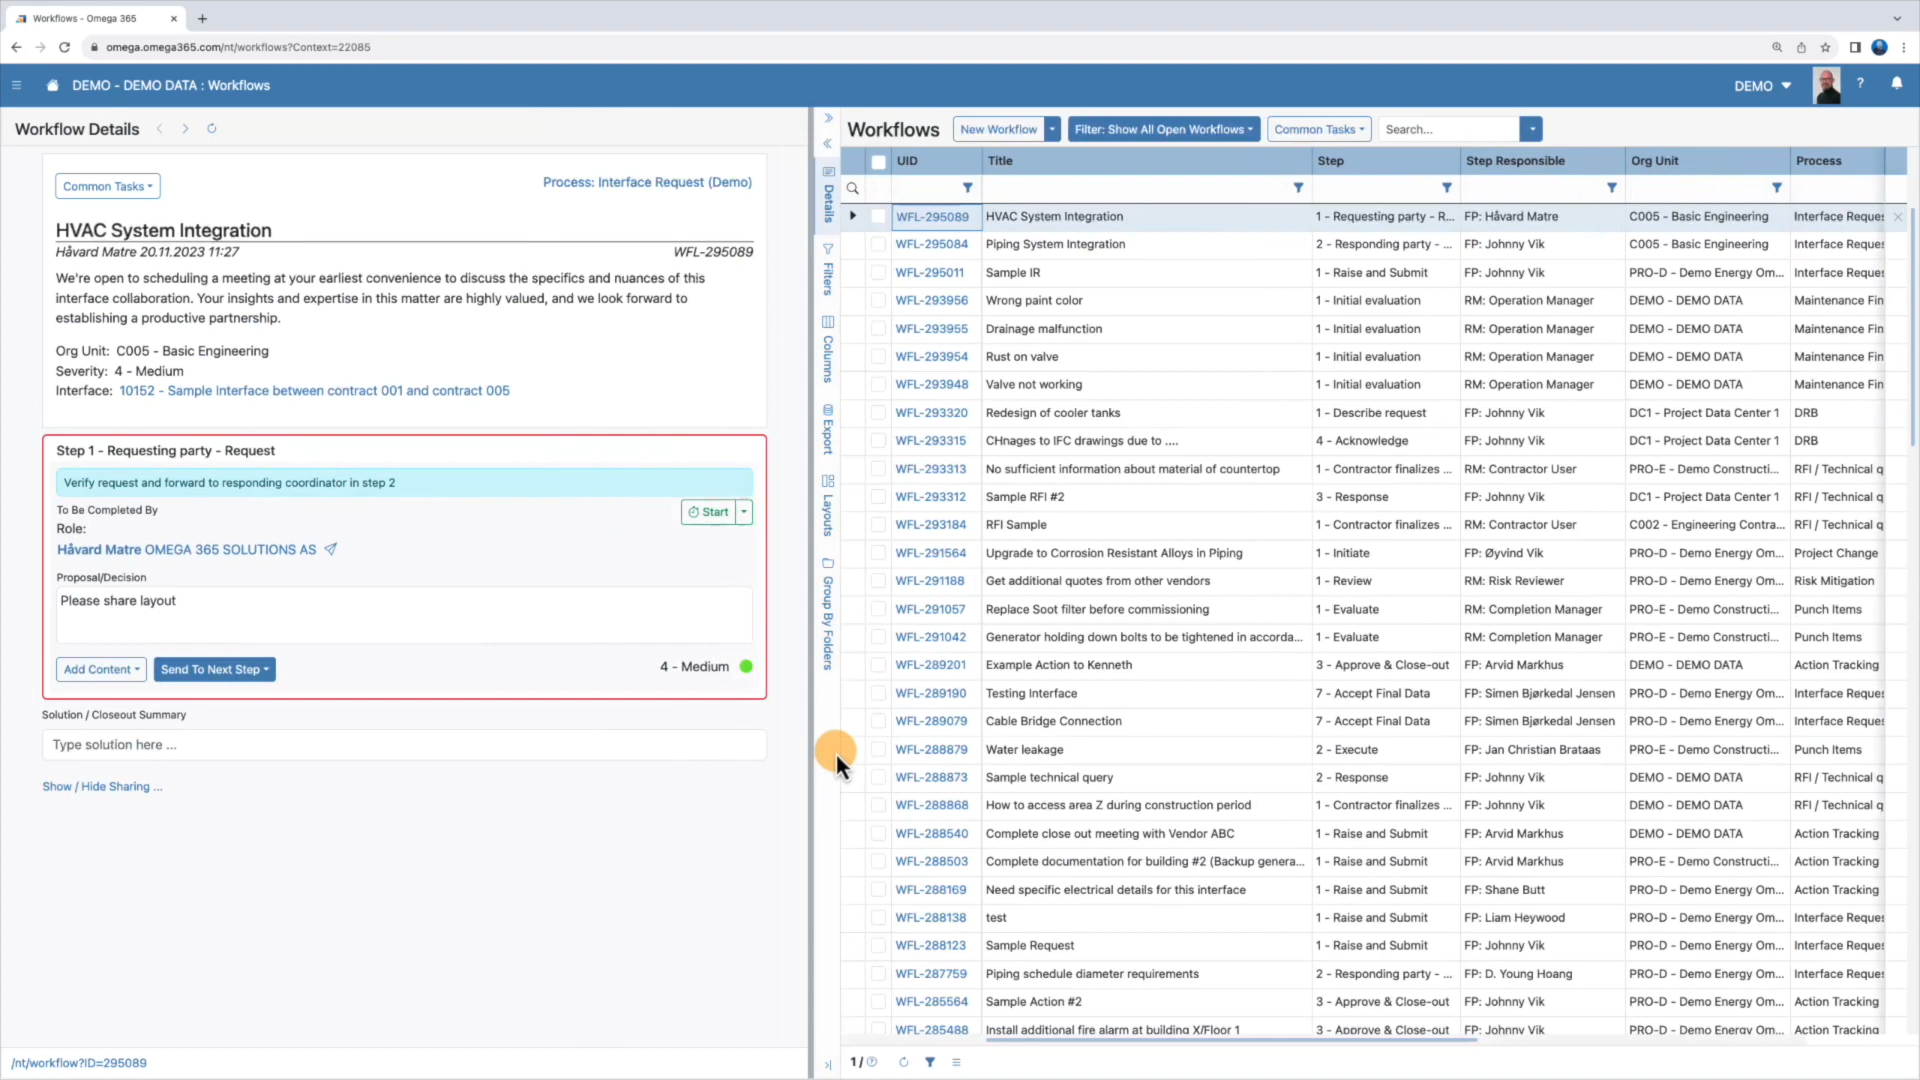 Workflows - Omega 365
omega.omega365.com/nt/workflows?Context=22085
DEMO - DEMO DATA : Workflows
DEMO
?
Workflow Details
Common Tasks
Process: Interface Request (Demo)
HVAC System Integration
Håvard Matre 20.11.2023 11:27
WFL-295089
We're open to scheduling a meeting at your earliest convenience to discuss the specifics and nuances of this
interface collaboration. Your insights and expertise in this matter are highly valued, and we look forward to
establishing a productive partnership.
Org Unit: C005 - Basic Engineering
Severity: 4 - Medium
Interface: 10152 - Sample Interface between contract 001 and contract 005
Step 1 - Requesting party - Request
Verify request and forward to responding coordinator in step 2
To Be Completed By
Start
Role:
Håvard Matre OMEGA 365 SOLUTIONS AS
Proposal/Decision
Please share layout
Add Content
Send To Next Step
4 - Medium
Solution / Closeout Summary
Type solution here ...
Show / Hide Sharing ...
/nt/workflow?ID=295089
Details
Filters
Columns
Export
Layouts
Group By Folders
Workflows
New Workflow
Filter: Show All Open Workflows
Common Tasks
Search...
UID Title Step Step Responsible Org Unit Process
WFL-295089 HVAC System Integration 1 - Requesting party - R... FP: Håvard Matre C005 - Basic Engineering Interface Reques
WFL-295084 Piping System Integration 2 - Responding party - ... FP: Johnny Vik C005 - Basic Engineering Interface Reques
WFL-295011 Sample IR 1 - Raise and Submit FP: Johnny Vik PRO-D - Demo Energy Om... Interface Reques
WFL-293956 Wrong paint color 1 - Initial evaluation RM: Operation Manager DEMO - DEMO DATA Maintenance Fin
WFL-293955 Drainage malfunction 1 - Initial evaluation RM: Operation Manager DEMO - DEMO DATA Maintenance Fin
WFL-293954 Rust on valve 1 - Initial evaluation RM: Operation Manager DEMO - DEMO DATA Maintenance Fin
WFL-293948 Valve not working 1 - Initial evaluation RM: Operation Manager DEMO - DEMO DATA Maintenance Fin
WFL-293320 Redesign of cooler tanks 1 - Describe request FP: Johnny Vik DC1 - Project Data Center 1 DRB
WFL-293315 CHnages to IFC drawings due to .... 4 - Acknowledge FP: Johnny Vik DC1 - Project Data Center 1 DRB
WFL-293313 No sufficient information about material of countertop 1 - Contractor finalizes ... RM: Contractor User PRO-E - Demo Constructi... RFI / Technical q
WFL-293312 Sample RFI #2 3 - Response FP: Johnny Vik DC1 - Project Data Center 1 RFI / Technical q
WFL-293184 RFI Sample 1 - Contractor finalizes ... RM: Contractor User C002 - Engineering Contra... RFI / Technical q
WFL-291564 Upgrade to Corrosion Resistant Alloys in Piping 1 - Initiate FP: Øyvind Vik PRO-D - Demo Energy Om... Project Change
WFL-291188 Get additional quotes from other vendors 1 - Review RM: Risk Reviewer PRO-D - Demo Energy Om... Risk Mitigation
WFL-291057 Replace Soot filter before commissioning 1 - Evaluate RM: Completion Manager PRO-E - Demo Constructi... Punch Items
WFL-291042 Generator holding down bolts to be tightened in accorda... 1 - Evaluate RM: Completion Manager PRO-E - Demo Constructi... Punch Items
WFL-289201 Example Action to Kenneth 3 - Approve & Close-out FP: Arvid Markhus DEMO - DEMO DATA Action Tracking
WFL-289190 Testing Interface 7 - Accept Final Data FP: Simen Bjørkedal Jensen PRO-D - Demo Energy Om... Interface Reques
WFL-289079 Cable Bridge Connection 7 - Accept Final Data FP: Simen Bjørkedal Jensen PRO-D - Demo Energy Om... Interface Reques
WFL-288879 Water leakage 2 - Execute FP: Jan Christian Brataas PRO-E - Demo Constructi... Punch Items
WFL-288873 Sample technical query 2 - Response FP: Johnny Vik DEMO - DEMO DATA RFI / Technical q
WFL-288868 How to access area Z during construction period 1 - Contractor finalizes ... FP: Johnny Vik DEMO - DEMO DATA RFI / Technical q
WFL-288540 Complete close out meeting with Vendor ABC 1 - Raise and Submit FP: Arvid Markhus DEMO - DEMO DATA Action Tracking
WFL-288503 Complete documentation for building #2 (Backup genera... 1 - Raise and Submit FP: Arvid Markhus PRO-E - Demo Constructi... Action Tracking
WFL-288169 Need specific electrical details for this interface 1 - Raise and Submit FP: Shane Butt PRO-D - Demo Energy Om... Action Tracking
WFL-288138 test 1 - Raise and Submit FP: Liam Heywood PRO-D - Demo Energy Om... Interface Reques
WFL-288123 Sample Request 1 - Raise and Submit FP: Johnny Vik PRO-D - Demo Energy Om... Interface Reques
WFL-287759 Piping schedule diameter requirements 2 - Responding party - ... FP: D. Young Hoang PRO-D - Demo Energy Om... Interface Reques
WFL-285564 Sample Action #2 3 - Approve & Close-out FP: Johnny Vik PRO-D - Demo Energy Om... Action Tracking
WFL-285488 Install additional fire alarm at building X/Floor 1 3 - Approve & Close-out FP: Johnny Vik PRO-D - Demo Energy Om... Action Tracking
1 /